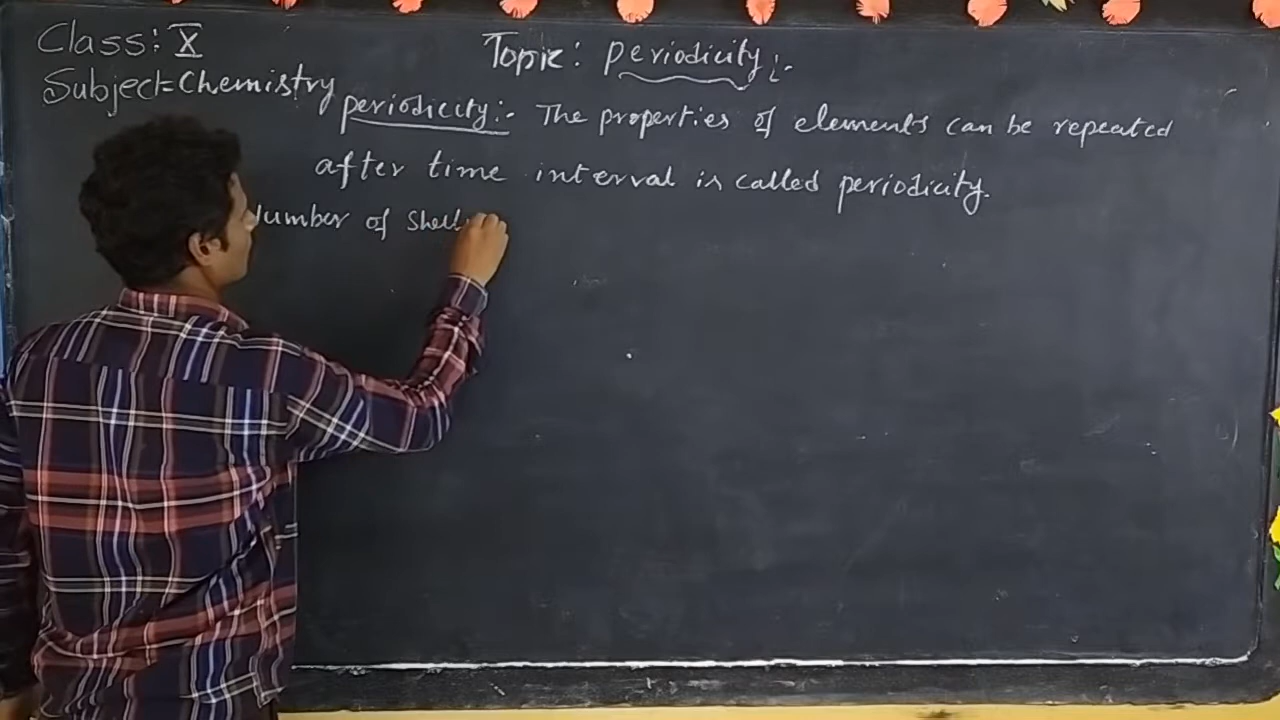 Class: X
Subject=Chemistry
Topic: periodicity:-
periodicity:- The properties of elements can be repeated
after time interval is called periodicity.
Number of shells